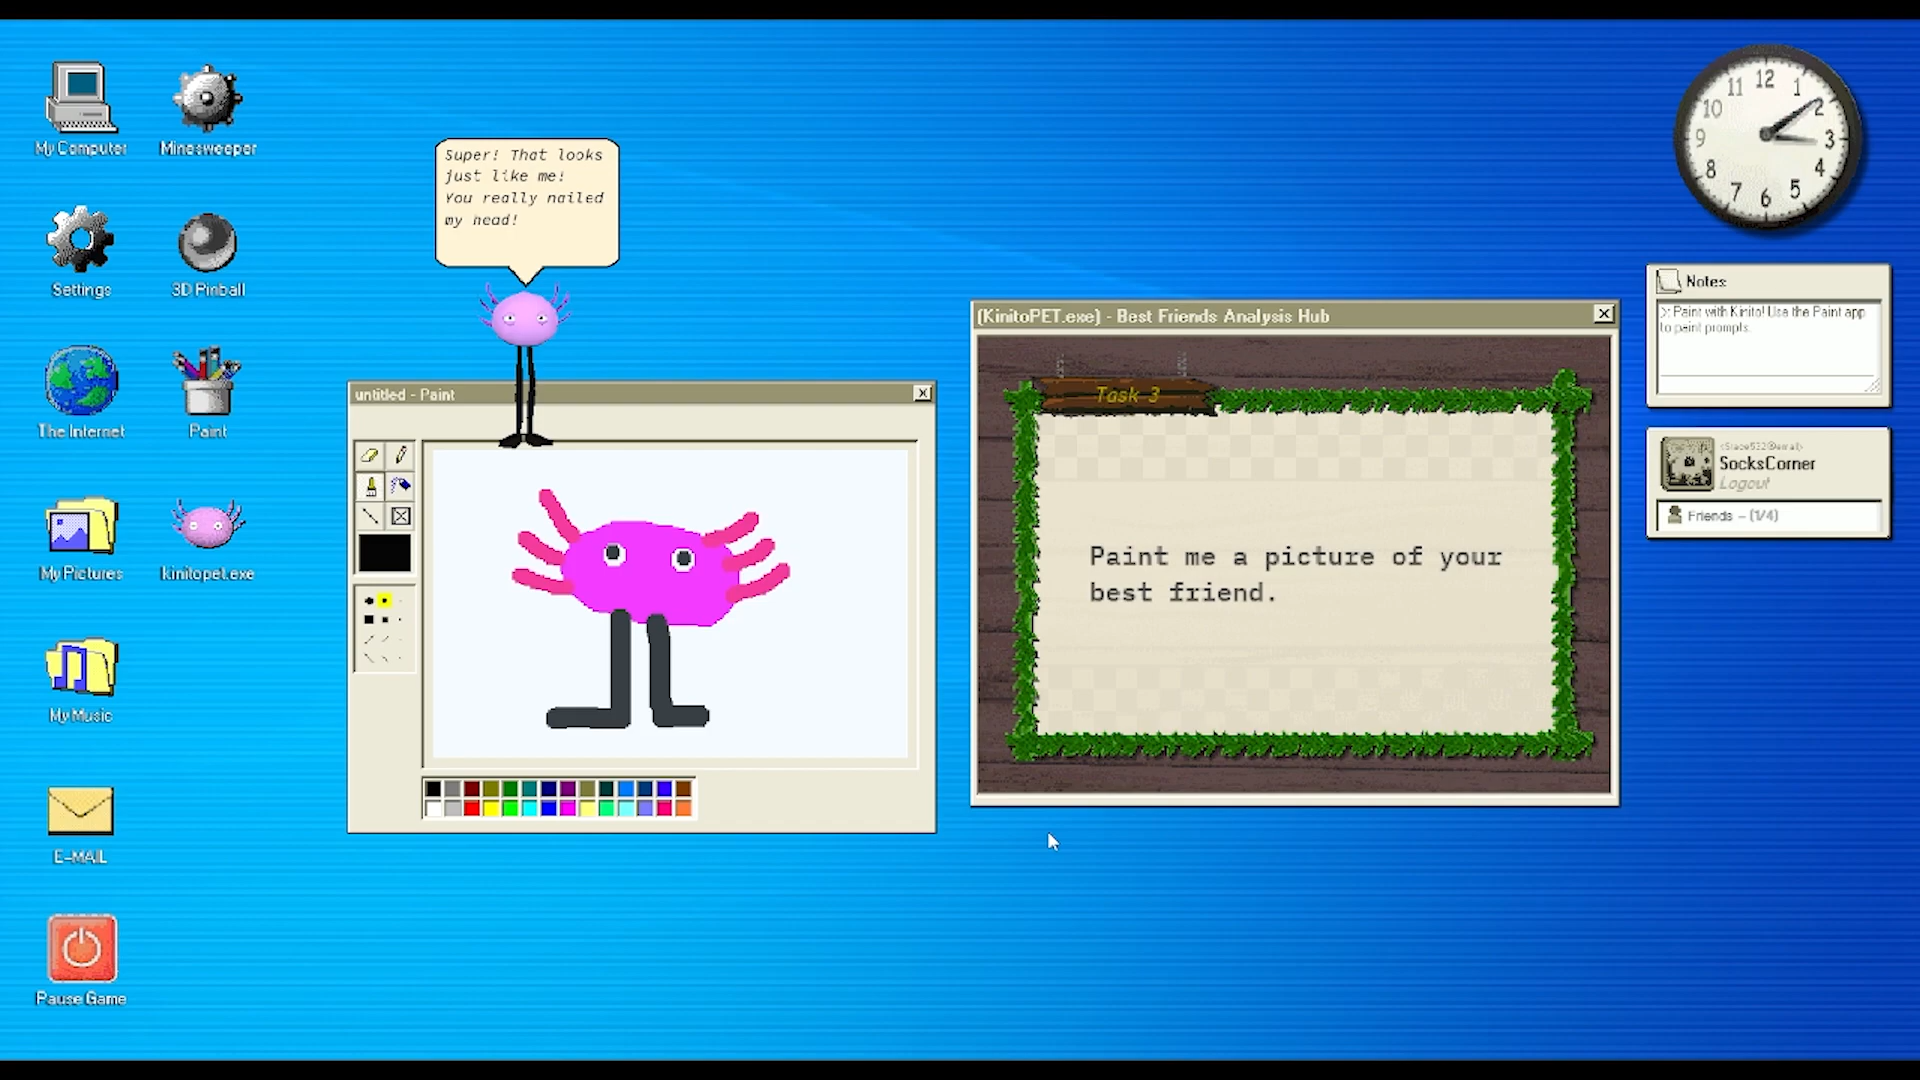 My Computer
Minesweeper
Settings
3D Pinball
The Internet
Paint
My Pictures
kinitopet.exe
My Music
E-MAIL
Pause Game
Super! That looks
just like me!
You really nailed
my head!
untitled - Paint
(KinitoPET.exe) - Best Friends Analysis Hub
Task 3
Paint me a picture of your
best friend.
12
1
2
3
4
5
6
7
8
9
10
11
Notes
>: Paint with Kinito! Use the Paint app
to paint prompts.
SocksCorner
Logout
Friends - (1/4)